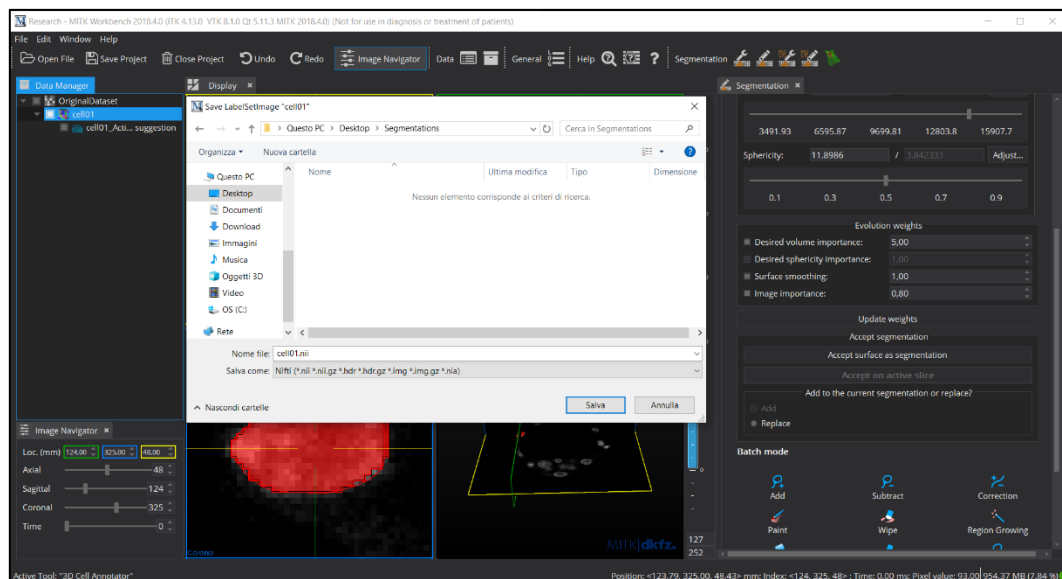 Research - MITK Workbench 2018.4.0 (ITK 4.13.0 VTK 8.1.0 Qt 5.11.3 MITK 2018.4.0) (Not for use in diagnosis or treatment of patients)
File Edit Window Help
Open File Save Project Close Project Undo Redo Image Navigator Data General Help ? Segmentation
Data Manager
OriginalDataset
cell01
cell01_Acti... suggestion
Display
Save LabelSetImage "cell01"
Questo PC > Desktop > Segmentations
Cerca in Segmentations
Organizza Nuova cartella
Nome Ultima modifica Tipo Dimensione
Nessun elemento corrisponde ai criteri di ricerca.
Questo PC
Desktop
Documenti
Download
Immagini
Musica
Oggetti 3D
Video
OS (C:)
Rete
Nome file: cell01.nii
Salva come: Nifti (*.nii *.nii.gz *.hdr *.hdr.gz *.img *.img.gz *.nia)
Nascondi cartelle
Salva Annulla
Segmentation
3491.93 6595.87 9699.81 12803.8 15907.7
Sphericity: 11.8986 / 3.842333 Adjust...
0.1 0.3 0.5 0.7 0.9
Evolution weights
Desired volume importance: 5,00
Desired sphericity importance: 1,00
Surface smoothing: 1,00
Image importance: 0,80
Update weights
Accept segmentation
Accept surface as segmentation
Accept on active slice
Add to the current segmentation or replace?
Add
Replace
Batch mode
Add Subtract Correction
Paint Wipe Region Growing
Image Navigator
Loc. (mm) 124,00 325,00 48,00
Axial 48
Sagittal 124
Coronal 325
Time 0
Coronal
MITK dkfz.
127
252
Active Tool: "3D Cell Annotator"
Position: <123.79, 325.00, 48.43> mm; Index: <124, 325, 48> ; Time: 0.00 ms; Pixel value: 93.00 954.37 MB (7.84 %)